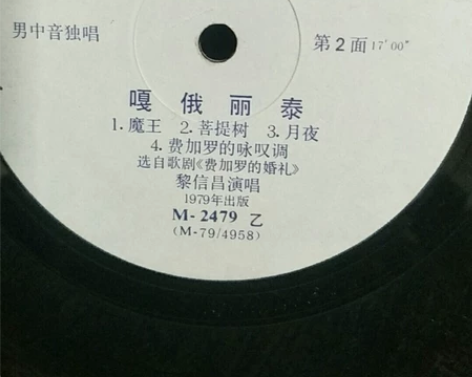 男中音独唱
第2面 17′00″
嘎俄丽泰
1.魔王 2.菩提树 3.月夜
4.费加罗的咏叹调
选自歌剧《费加罗的婚礼》
黎信昌演唱
1979年出版
M-2479 乙
(M-79/4958)